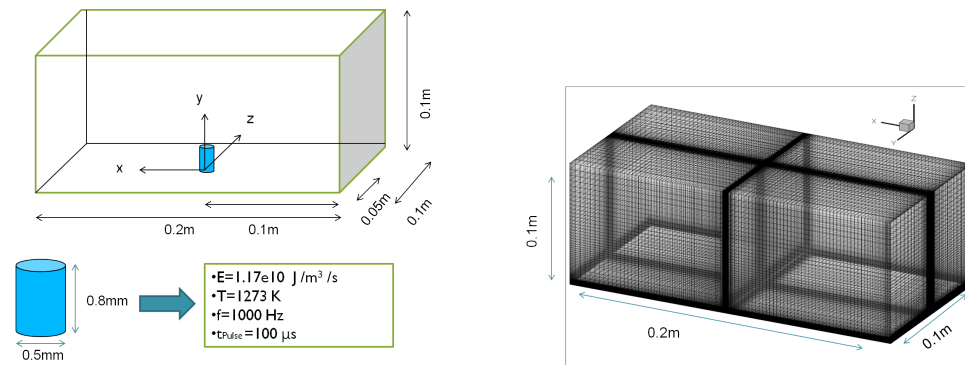 y
z
x
0.1m
0.05m
0.1m
0.2m
0.1m
0.8mm
0.5mm
•E=1.17e10 J/m³/s
•T=1273 K
•f=1000 Hz
•tPulse=100 µs
z
x
Y
0.1m
0.2m
0.1m